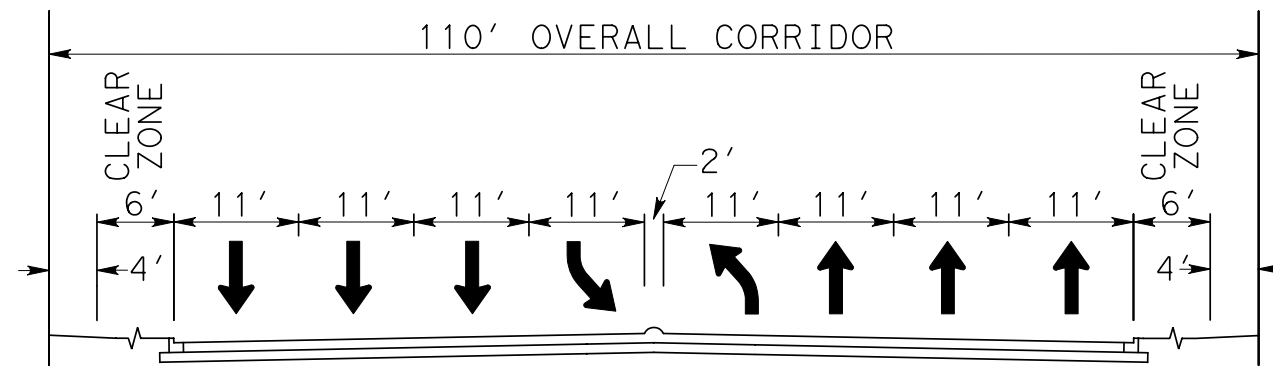 110' OVERALL CORRIDOR
CLEAR
ZONE
CLEAR
ZONE
2'
6' 11' 11' 11' 11' 11' 11' 11' 11' 6'
4' 4'